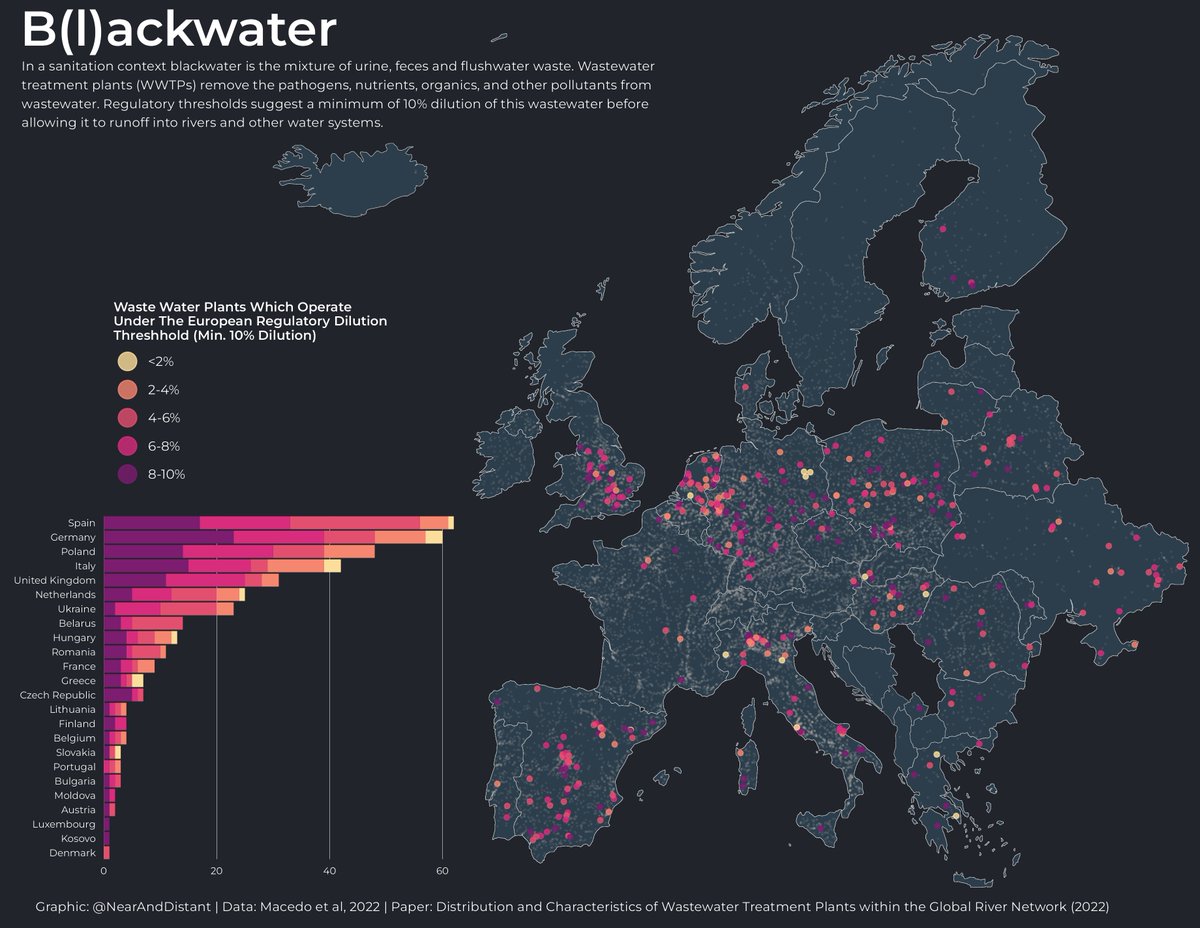 B(l)ackwater
In a sanitation context blackwater is the mixture of urine, feces and flushwater waste. Wastewater
treatment plants (WWTPs) remove the pathogens, nutrients, organics, and other pollutants from
wastewater. Regulatory thresholds suggest a minimum of 10% dilution of this wastewater before
allowing it to runoff into rivers and other water systems.
Waste Water Plants Which Operate
Under The European Regulatory Dilution
Threshhold (Min. 10% Dilution)
<2%
2-4%
4-6%
6-8%
8-10%
Spain
Germany
Poland
Italy
United Kingdom
Netherlands
Ukraine
Belarus
Hungary
Romania
France
Greece
Czech Republic
Lithuania
Finland
Belgium
Slovakia
Portugal
Bulgaria
Moldova
Austria
Luxembourg
Kosovo
Denmark
0 20 40 60
Graphic: @NearAndDistant | Data: Macedo et al, 2022 | Paper: Distribution and Characteristics of Wastewater Treatment Plants within the Global River Network (2022)